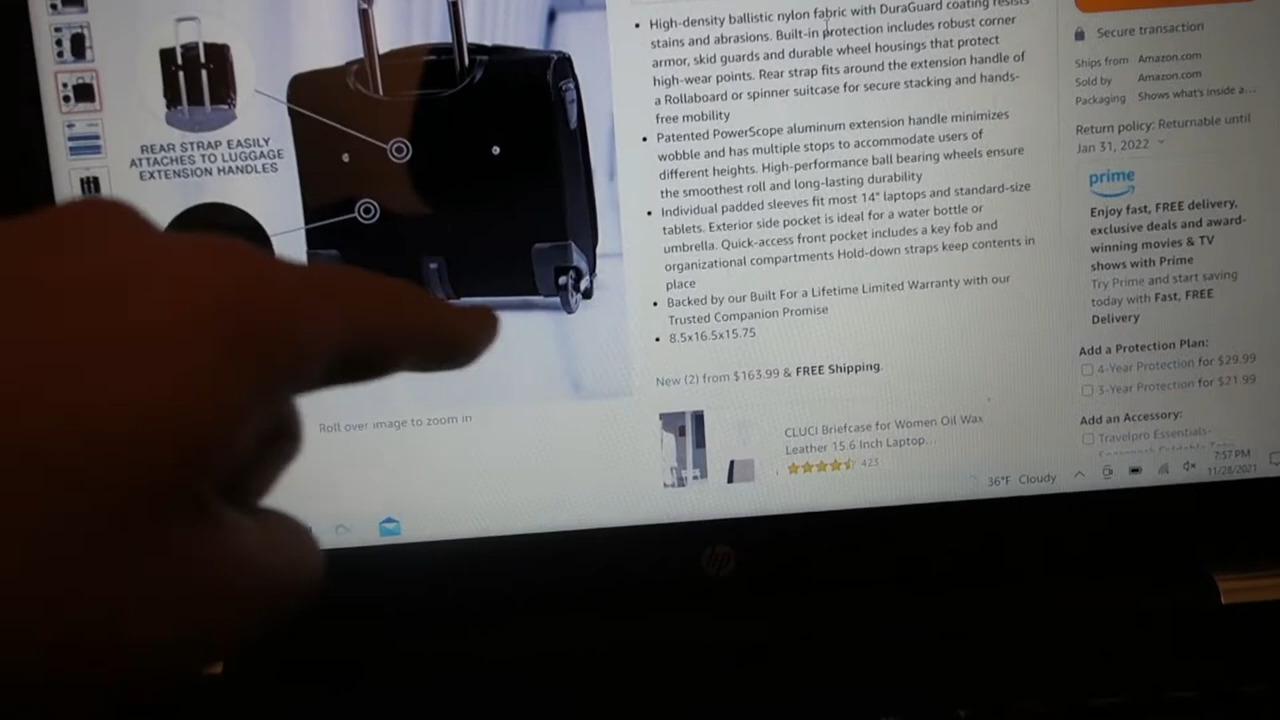 REAR STRAP EASILY
ATTACHES TO LUGGAGE
EXTENSION HANDLES
Roll over image to zoom in
High-density ballistic nylon fabric with DuraGuard coating resists
stains and abrasions. Built-in protection includes robust corner
armor, skid guards and durable wheel housings that protect
high-wear points. Rear strap fits around the extension handle of
a Rollaboard or spinner suitcase for secure stacking and hands-
free mobility
Patented PowerScope aluminum extension handle minimizes
wobble and has multiple stops to accommodate users of
different heights. High-performance ball bearing wheels ensure
the smoothest roll and long-lasting durability
Individual padded sleeves fit most 14" laptops and standard-size
tablets. Exterior side pocket is ideal for a water bottle or
umbrella. Quick-access front pocket includes a key fob and
organizational compartments Hold-down straps keep contents in
place
Backed by our Built For a Lifetime Limited Warranty with our
Trusted Companion Promise
8.5x16.5x15.75
New (2) from $163.99 & FREE Shipping.
CLUCI Briefcase for Women Oil Wax
Leather 15.6 Inch Laptop...
423
Secure transaction
Ships from Amazon.com
Sold by Amazon.com
Packaging Shows what's inside a...
Return policy: Returnable until
Jan 31, 2022
prime
Enjoy fast, FREE delivery,
exclusive deals and award-
winning movies & TV
shows with Prime
Try Prime and start saving
today with Fast, FREE
Delivery
Add a Protection Plan:
4-Year Protection for $29.99
3-Year Protection for $21.99
Add an Accessory:
Travelpro Essentials-
36°F Cloudy
7:57 PM
11/28/2021
hp